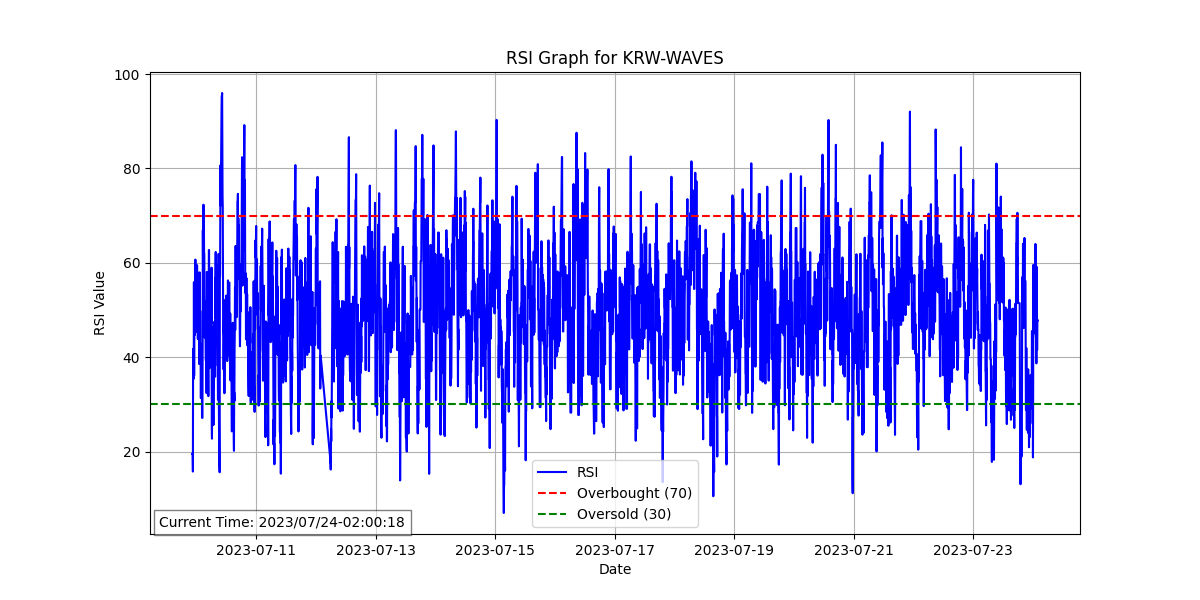 RSI Graph for KRW-WAVES
100
80
60
40
20
RSI Value
RSI
Overbought (70)
Oversold (30)
Current Time: 2023/07/24-02:00:18
2023-07-11 2023-07-13 2023-07-15 2023-07-17 2023-07-19 2023-07-21 2023-07-23
Date